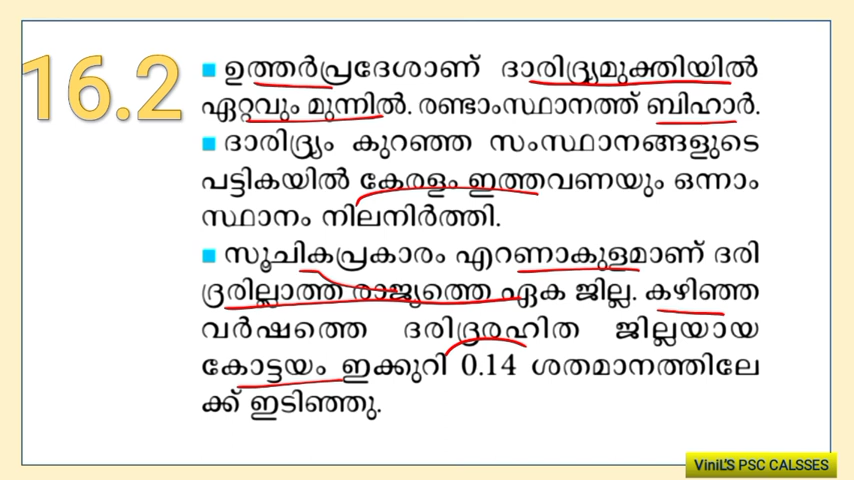 16.2
■ ഉത്തർപ്രദേശാണ് ദാരിദ്ര്യമുക്തിയിൽ
ഏറ്റവും മുന്നിൽ. രണ്ടാംസ്ഥാനത്ത് ബിഹാർ.
■ ദാരിദ്ര്യം കുറഞ്ഞ സംസ്ഥാനങ്ങളുടെ
പട്ടികയിൽ കേരളം ഇത്തവണയും ഒന്നാം
സ്ഥാനം നിലനിർത്തി.
■ സൂചികപ്രകാരം എറണാകുളമാണ് ദരി
ദ്രരില്ലാത്ത രാജ്യത്തെ ഏക ജില്ല. കഴിഞ്ഞ
വർഷത്തെ ദരിദ്രരഹിത ജില്ലയായ
കോട്ടയം ഇക്കുറി 0.14 ശതമാനത്തിലേ
ക്ക് ഇടിഞ്ഞു.
ViniL'S PSC CALSSES